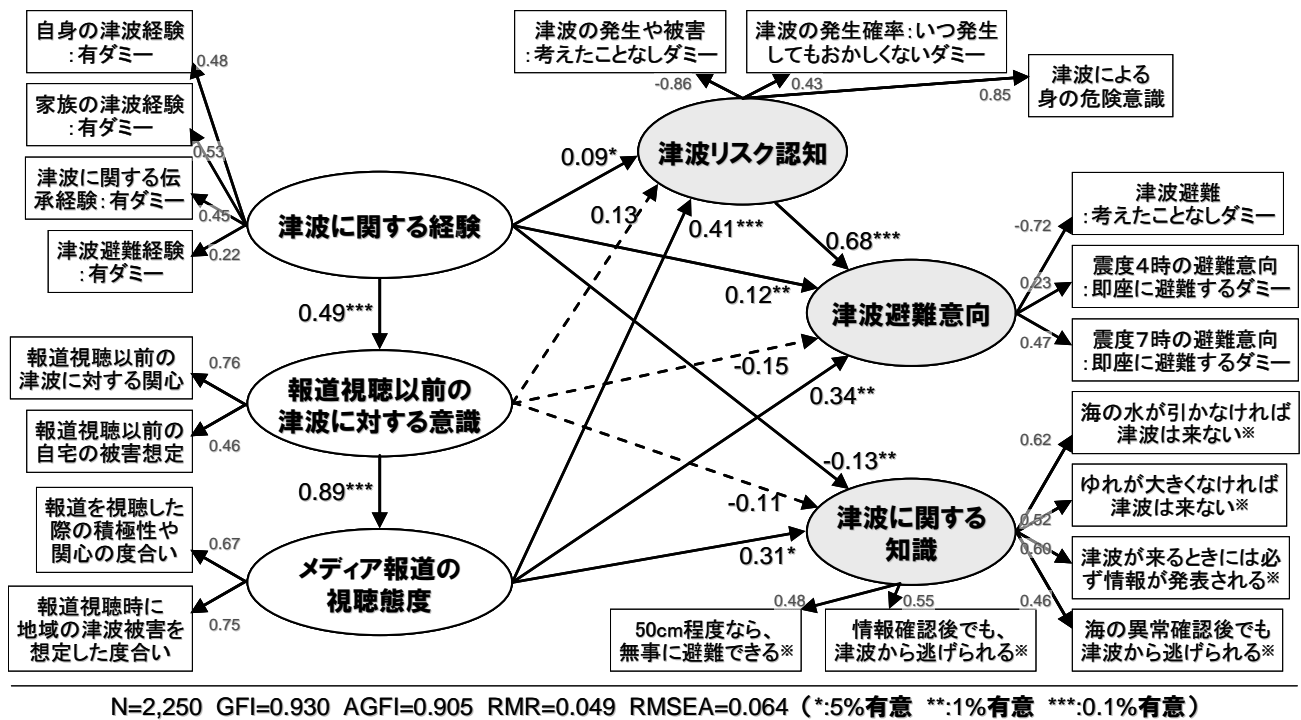 自身の津波経験
：有ダミー
0.48
家族の津波経験
：有ダミー
0.53
津波に関する伝
承経験：有ダミー
0.45
津波避難経験
：有ダミー
0.22
津波に関する経験
0.49***
報道視聴以前の
津波に対する関心
0.76
報道視聴以前の
自宅の被害想定
0.46
報道視聴以前の
津波に対する意識
0.89***
報道を視聴した
際の積極性や
関心の度合い
0.67
報道視聴時に
地域の津波被害を
想定した度合い
0.75
メディア報道の
視聴態度
津波の発生や被害
：考えたことなしダミー
-0.86
津波の発生確率：いつ発生
してもおかしくないダミー
0.43
津波による
身の危険意識
0.85
津波リスク認知
0.09*
0.13
0.41***
0.68***
0.12**
-0.15
0.34**
津波避難意向
津波避難
：考えたことなしダミー
-0.72
震度４時の避難意向
：即座に避難するダミー
0.23
震度７時の避難意向
：即座に避難するダミー
0.47
-0.13**
-0.11
0.31*
津波に関する
知識
海の水が引かなければ
津波は来ない※
0.62
ゆれが大きくなければ
津波は来ない※
0.52
津波が来るときには必
ず情報が発表される※
0.60
海の異常確認後でも
津波から逃げられる※
0.46
50cm程度なら、
無事に避難できる※
0.48
情報確認後でも、
津波から逃げられる※
0.55
N=2,250 GFI=0.930 AGFI=0.905 RMR=0.049 RMSEA=0.064（*:5%有意 **:1%有意 ***:0.1%有意）